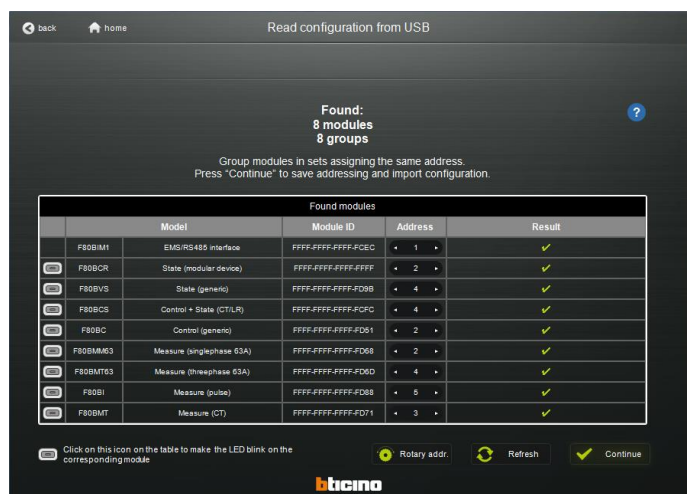 back
home
Read configuration from USB
Found:
8 modules
8 groups
?
Group modules in sets assigning the same address.
Press "Continue" to save addressing and import configuration.
Found modules
Model Module ID Address Result
F80BIM1 EMS/RS485 interface FFFF-FFFF-FFFF-FCEC 1
F80BCR State (modular device) FFFF-FFFF-FFFF-FFFF 2
F80BVS State (generic) FFFF-FFFF-FFFF-FD9B 4
F80BCS Control + State (CT/LR) FFFF-FFFF-FFFF-FCFC 4
F80BC Control (generic) FFFF-FFFF-FFFF-FD51 2
F80BMM63 Measure (singlephase 63A) FFFF-FFFF-FFFF-FD68 2
F80BMT63 Measure (threephase 63A) FFFF-FFFF-FFFF-FD6D 4
F80BI Measure (pulse) FFFF-FFFF-FFFF-FD88 5
F80BMT Measure (CT) FFFF-FFFF-FFFF-FD71 3
Click on this icon on the table to make the LED blink on the
corresponding module
Rotary addr.
Refresh
Continue
bticino